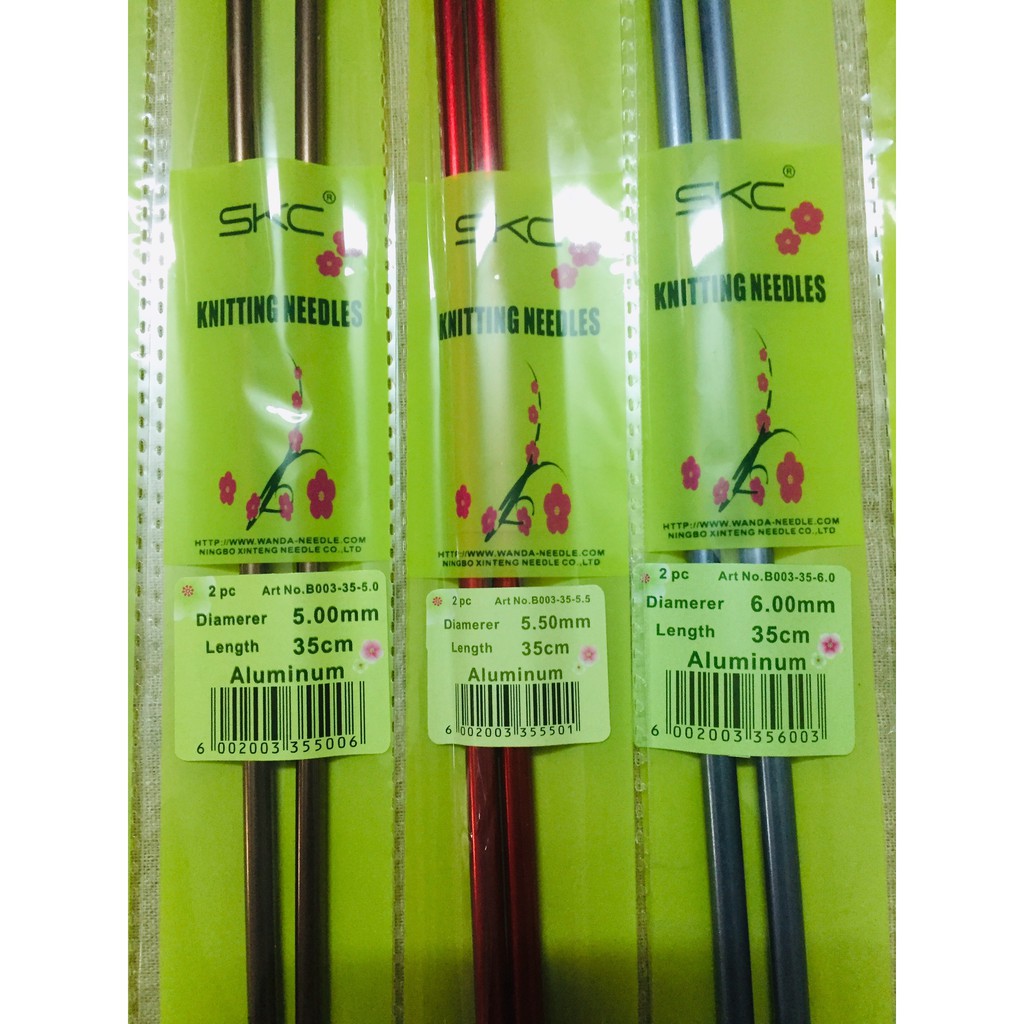 SKC®
KNITTING NEEDLES
HTTP://WWW.WANDA-NEEDLE.COM
NINGBO XINTENG NEEDLE CO.,LTD
2 pc Art No.B003-35-5.0
Diamerer 5.00mm
Length 35cm
Aluminum
6 002003 355006
SKC
KNITTING NEEDLES
HTTP://WWW.WANDA-NEEDLE.COM
NINGBO XINTENG NEEDLE CO.,LTD
2 pc Art No.B003-35-5.5
Diamerer 5.50mm
Length 35cm
Aluminum
6 002003 355501
SKC®
KNITTING NEEDLES
HTTP://WWW.WANDA-NEEDLE.COM
NINGBO XINTENG NEEDLE CO.,LTD
2 pc Art No.B003-35-6.0
Diamerer 6.00mm
Length 35cm
Aluminum
6 002003 356003